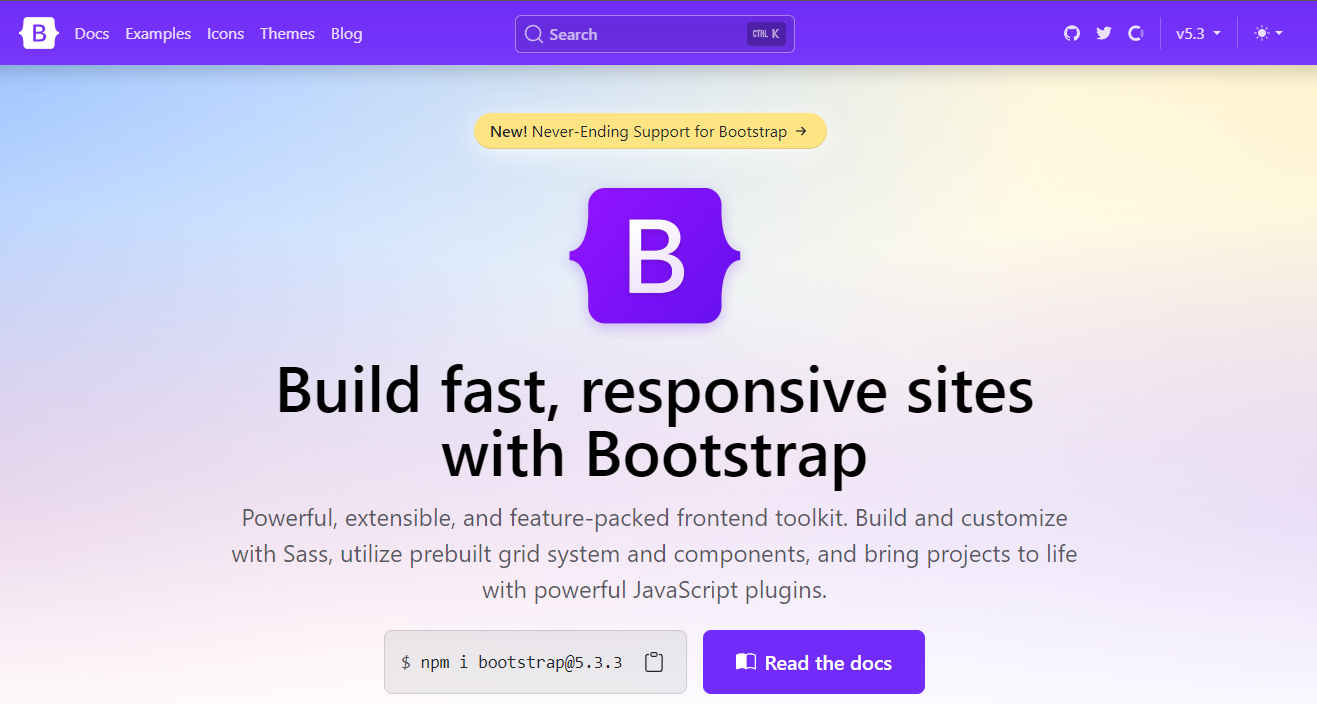 B Docs Examples Icons Themes Blog Search CTRL K v5.3
New! Never-Ending Support for Bootstrap →
B
Build fast, responsive sites
with Bootstrap
Powerful, extensible, and feature-packed frontend toolkit. Build and customize
with Sass, utilize prebuilt grid system and components, and bring projects to life
with powerful JavaScript plugins.
$ npm i bootstrap@5.3.3 Read the docs